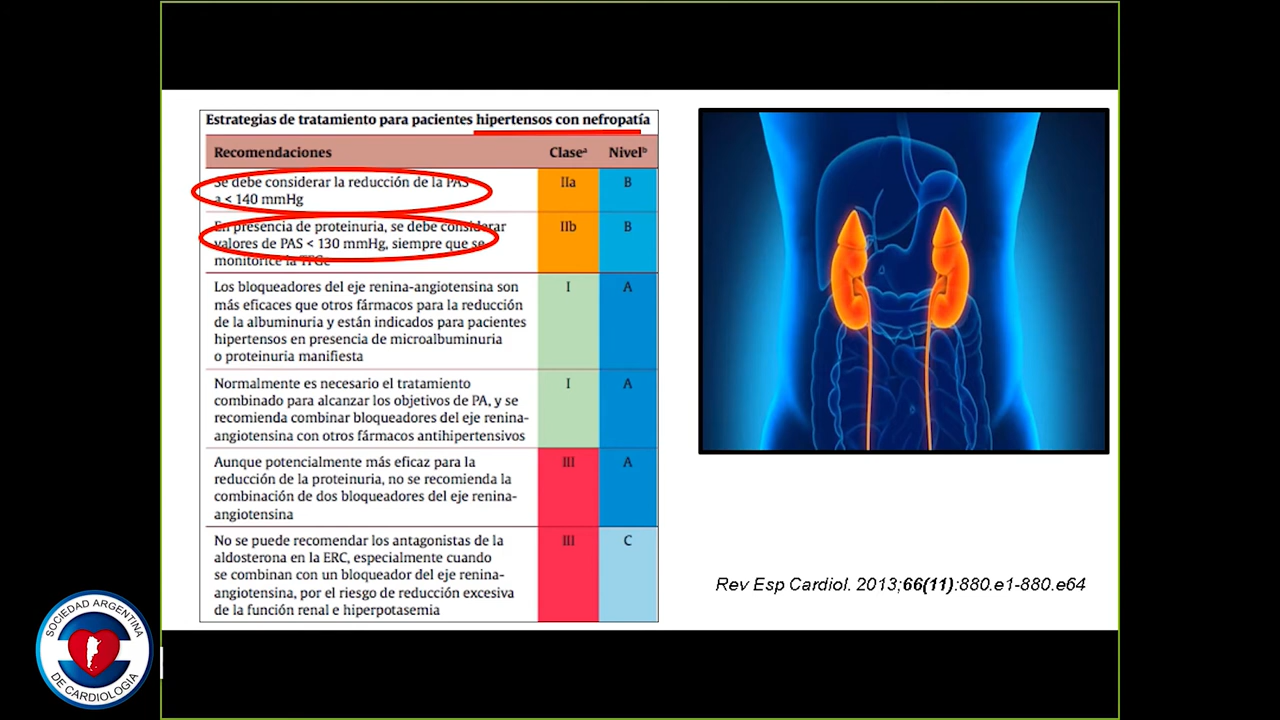 Estrategias de tratamiento para pacientes hipertensos con nefropatía
Recomendaciones Claseª Nivelᵇ
Se debe considerar la reducción de la PAS IIa B
a < 140 mmHg
En presencia de proteinuria, se debe considerar IIb B
valores de PAS < 130 mmHg, siempre que se
monitorice la TFGe
Los bloqueadores del eje renina-angiotensina son I A
más eficaces que otros fármacos para la reducción
de la albuminuria y están indicados para pacientes
hipertensos en presencia de microalbuminuria
o proteinuria manifiesta
Normalmente es necesario el tratamiento I A
combinado para alcanzar los objetivos de PA, y se
recomienda combinar bloqueadores del eje renina-
angiotensina con otros fármacos antihipertensivos
Aunque potencialmente más eficaz para la III A
reducción de la proteinuria, no se recomienda la
combinación de dos bloqueadores del eje renina-
angiotensina
No se puede recomendar los antagonistas de la III C
aldosterona en la ERC, especialmente cuando
se combinan con un bloqueador del eje renina-
angiotensina, por el riesgo de reducción excesiva
de la función renal e hiperpotasemia
Rev Esp Cardiol. 2013;66(11):880.e1-880.e64
SOCIEDAD ARGENTINA
DE CARDIOLOGIA